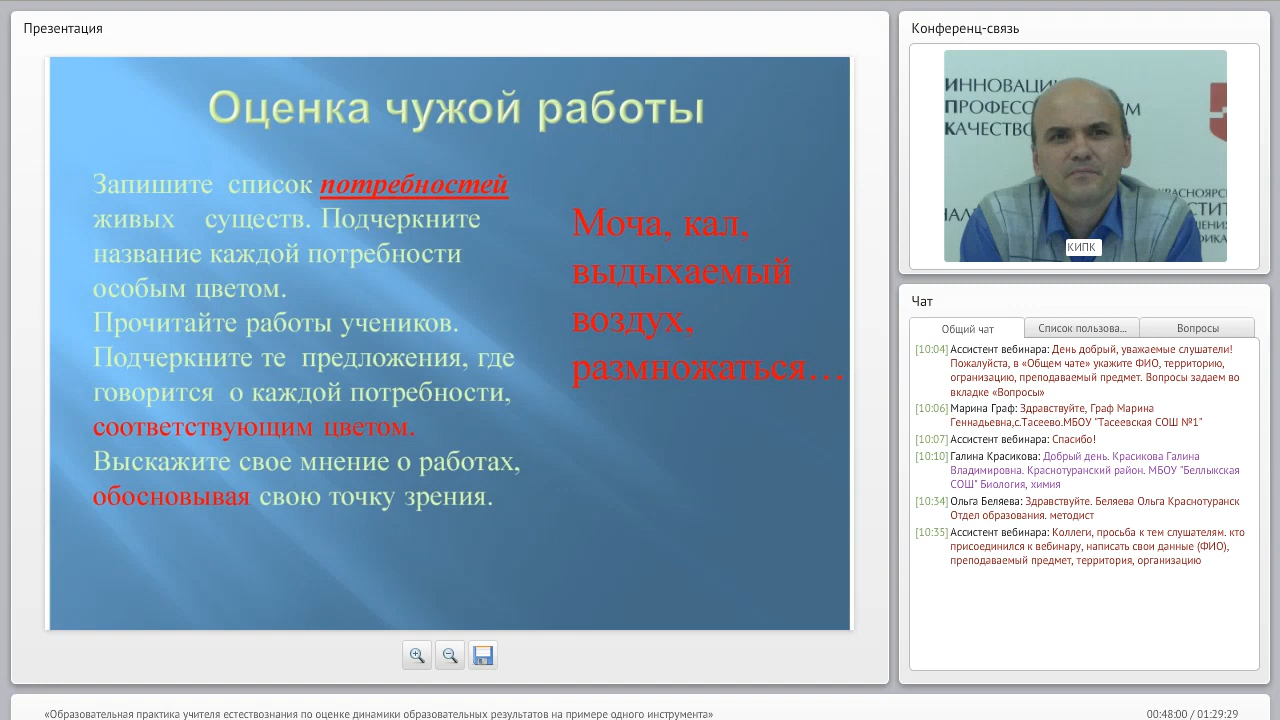 Презентация
Оценка чужой работы
Запишите список потребностей
живых существ. Подчеркните
название каждой потребности
особым цветом.
Прочитайте работы учеников.
Подчеркните те предложения, где
говорится о каждой потребности,
соответствующим цветом.
Выскажите свое мнение о работах,
обосновывая свою точку зрения.
Моча, кал,
выдыхаемый
воздух,
размножаться…
Конференц-связь
ИННОВАЦИ
ПРОФЕССО ЕМ
КАЧЕСТВО
КРАСНОЯРС
СТИТ
КИПК
Чат
Общий чат Список пользова... Вопросы
[10:04] Ассистент вебинара: День добрый, уважаемые слушатели!
Пожалуйста, в «Общем чате» укажите ФИО, территорию,
огранизацию, преподаваемый предмет. Вопросы задаем во
вкладке «Вопросы»
[10:06] Марина Граф: Здравствуйте, Граф Марина
Геннадьевна,с.Тасеево.МБОУ "Тасеевская СОШ №1"
[10:07] Ассистент вебинара: Спасибо!
[10:10] Галина Красикова: Добрый день. Красикова Галина
Владимировна. Краснотуранский район. МБОУ "Беллыкская
СОШ" Биология, химия
[10:34] Ольга Беляева: Здравствуйте. Беляева Ольга Краснотуранск
Отдел образования. методист
[10:35] Ассистент вебинара: Коллеги, просьба к тем слушателям. кто
присоединился к вебинару, написать свои данные (ФИО),
преподаваемый предмет, территория, организацию
«Образовательная практика учителя естествознания по оценке динамики образовательных результатов на примере одного инструмента»
00:48:00 / 01:29:29